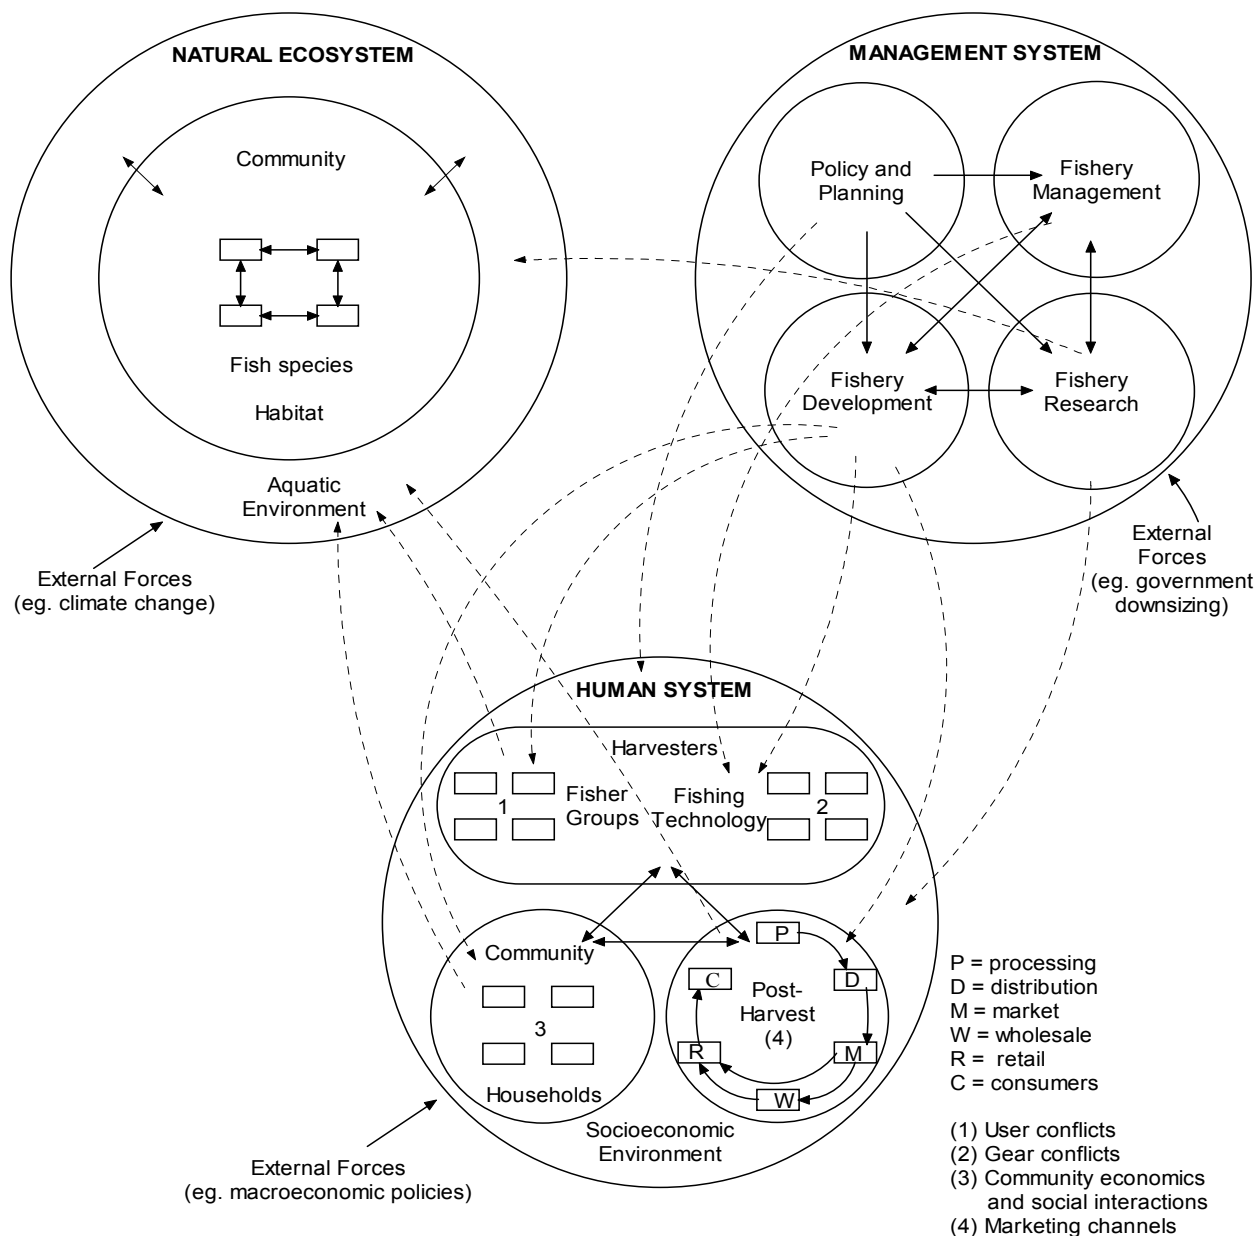 NATURAL ECOSYSTEM
Community
Fish species
Habitat
Aquatic
Environment
External Forces
(eg. climate change)
MANAGEMENT SYSTEM
Policy and
Planning
Fishery
Management
Fishery
Development
Fishery
Research
External
Forces
(eg. government
downsizing)
HUMAN SYSTEM
Harvesters
1
Fisher
Groups
Fishing
Technology
2
Community
3
Households
P
D
C
Post-
Harvest
(4)
R
M
W
Socioeconomic
Environment
External Forces
(eg. macroeconomic policies)
P = processing
D = distribution
M = market
W = wholesale
R = retail
C = consumers
(1) User conflicts
(2) Gear conflicts
(3) Community economics
and social interactions
(4) Marketing channels